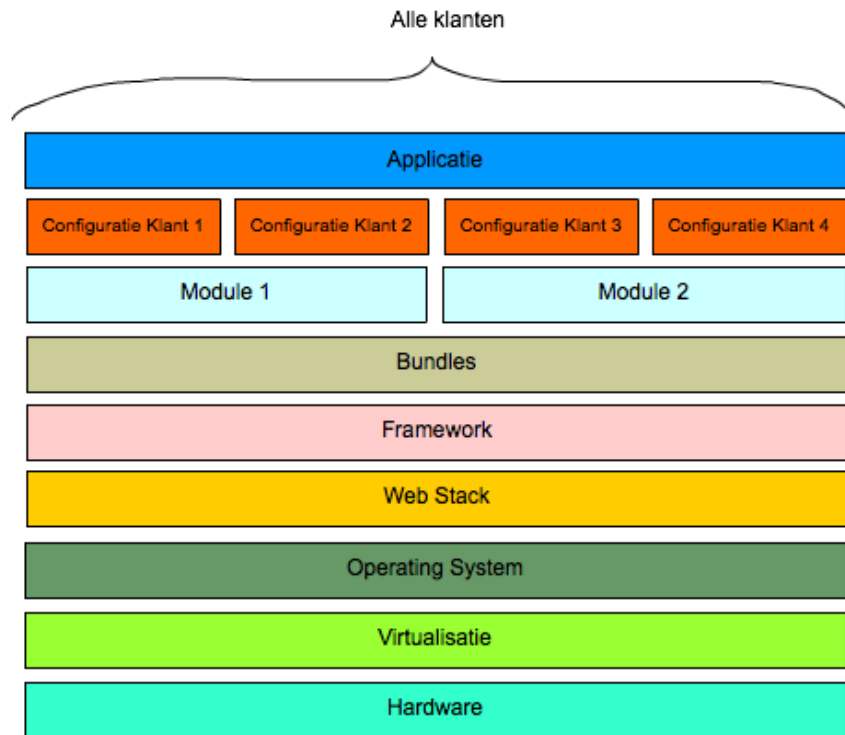 Alle klanten
Applicatie
Configuratie Klant 1
Configuratie Klant 2
Configuratie Klant 3
Configuratie Klant 4
Module 1
Module 2
Bundles
Framework
Web Stack
Operating System
Virtualisatie
Hardware